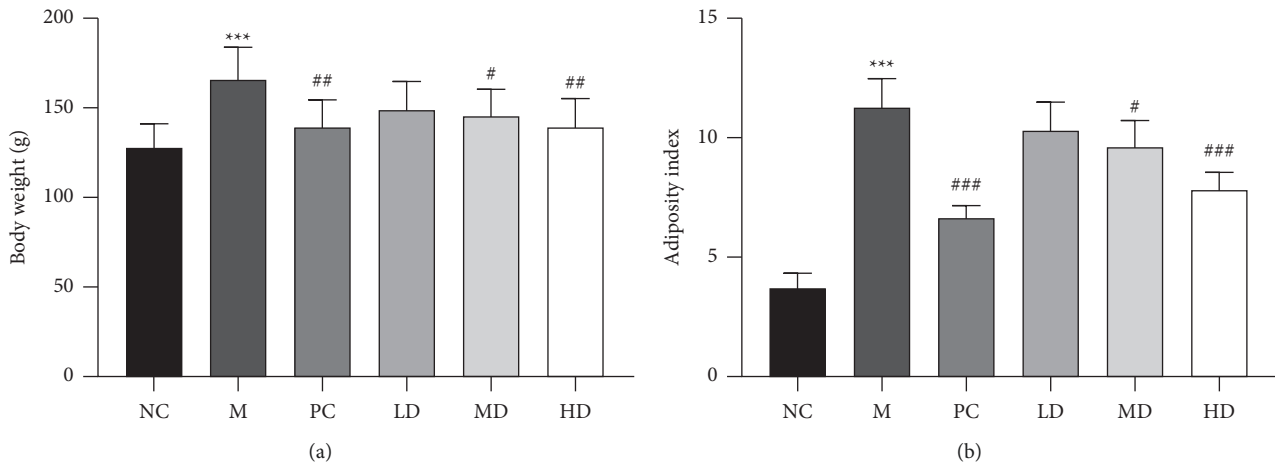 200
150
100
50
0
Body weight (g)
***
##
#
##
NC M PC LD MD HD
(a)
15
10
5
0
Adiposity index
***
###
#
###
NC M PC LD MD HD
(b)